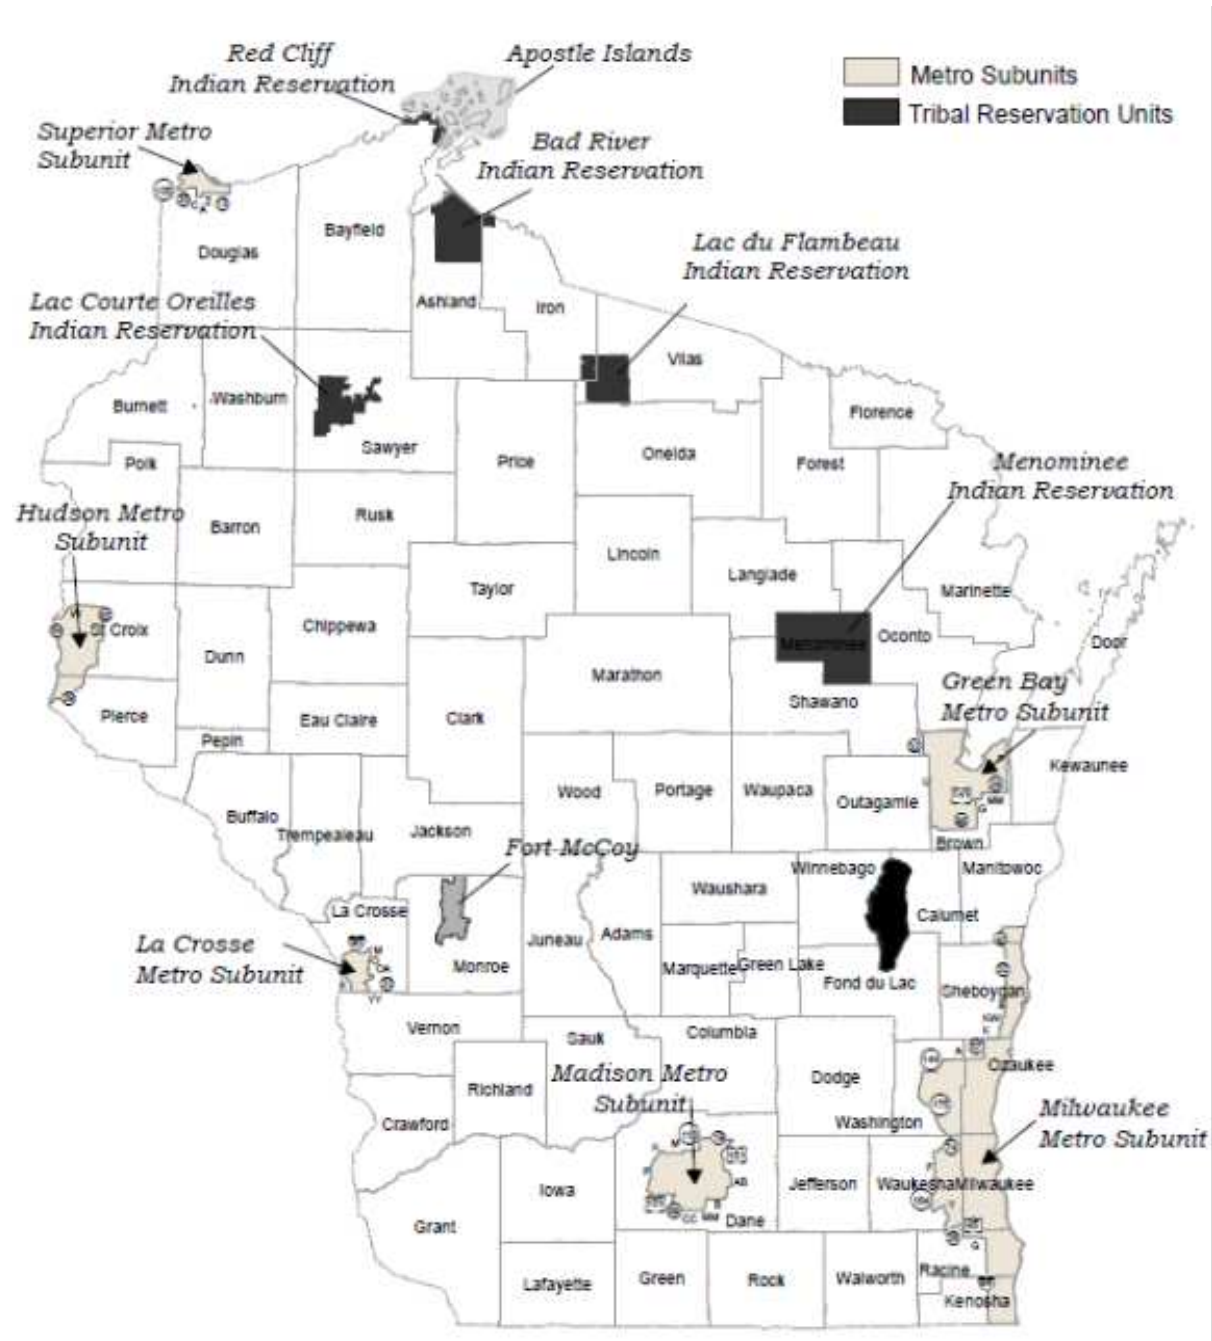 Red Cliff
Indian Reservation
Apostle Islands
Metro Subunits
Tribal Reservation Units
Superior Metro
Subunit
Bad River
Indian Reservation
Bayfield
Douglas
Lac du Flambeau
Indian Reservation
Lac Courte Oreilles
Indian Reservation
Ashland
Iron
Vilas
Burnett
Washburn
Florence
Sawyer
Polk
Price
Oneida
Forest
Menominee
Indian Reservation
Hudson Metro
Subunit
Barron
Rusk
Lincoln
Langlade
Taylor
Marinette
Croix
Chippewa
Dunn
Menominee
Oconto
Door
Marathon
Green Bay
Metro Subunit
Shawano
Pierce
Eau Claire
Clark
Pepin
Kewaunee
Wood
Portage
Waupaca
Outagamie
Buffalo
Trempealeau
Jackson
Fort McCoy
Brown
Winnebago
Manitowoc
Waushara
La Crosse
Calumet
La Crosse
Metro Subunit
Juneau
Adams
Monroe
Marquette
Green Lake
Fond du Lac
Sheboygan
Vernon
Sauk
Columbia
Ozaukee
Madison Metro
Subunit
Dodge
Richland
Milwaukee
Metro Subunit
Crawford
Washington
Iowa
Jefferson
Waukesha
Milwaukee
Dane
Grant
Lafayette
Green
Rock
Walworth
Racine
Kenosha